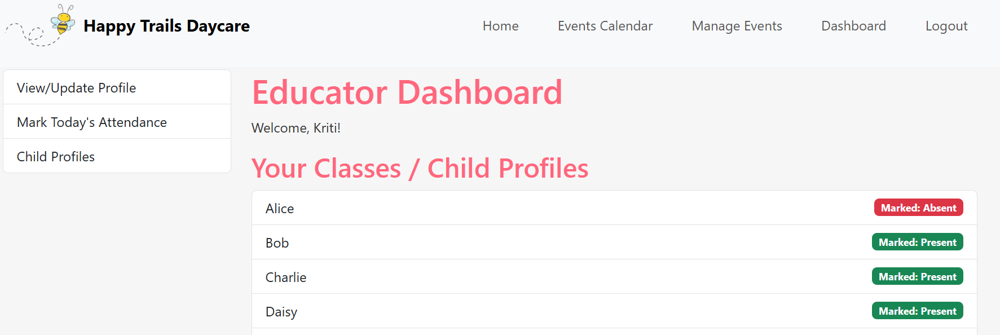 Happy Trails Daycare
Home Events Calendar Manage Events Dashboard Logout
View/Update Profile
Mark Today's Attendance
Child Profiles
Educator Dashboard
Welcome, Kriti!
Your Classes / Child Profiles
Alice Marked: Absent
Bob Marked: Present
Charlie Marked: Present
Daisy Marked: Present